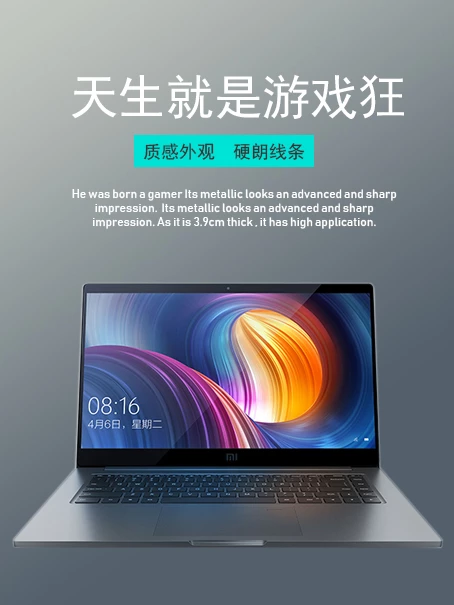 天生就是游戏狂
质感外观 硬朗线条
He was born a gamer Its metallic looks an advanced and sharp
impression. Its metallic looks an advanced and sharp
impression. As it is 3.9cm thick , it has high application.
08:16
4月6日，星期二
MI